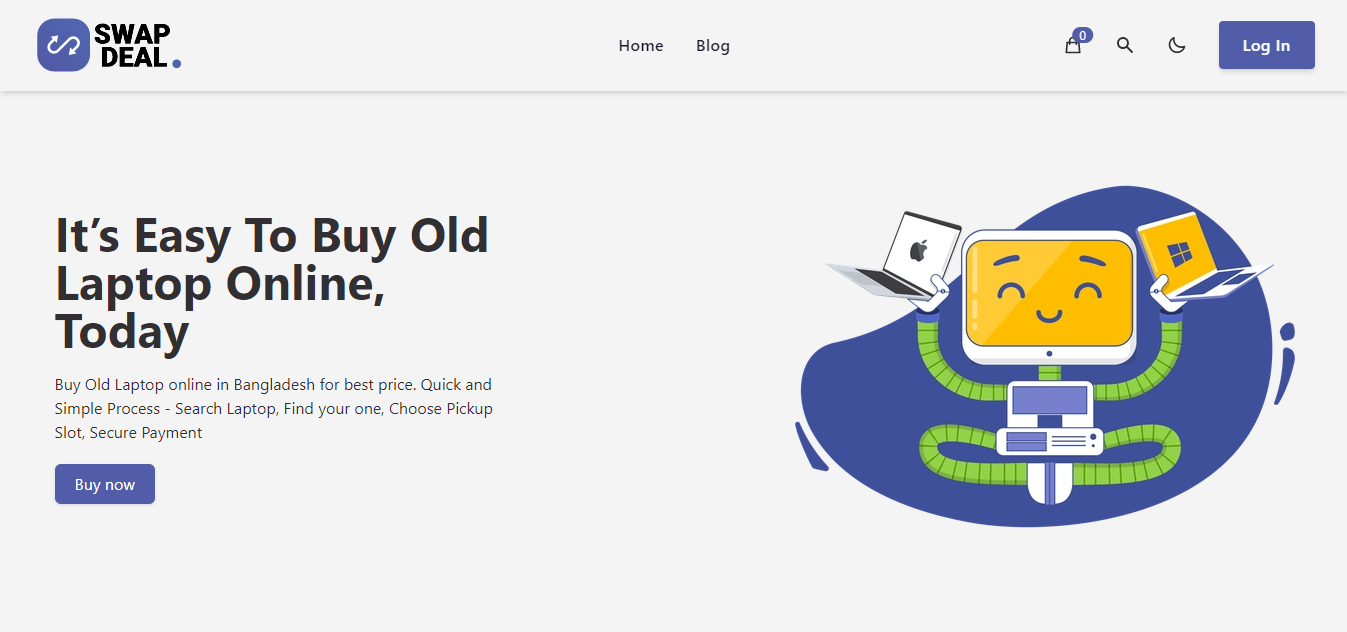 SWAP
DEAL.
Home
Blog
0
Log In
It’s Easy To Buy Old
Laptop Online,
Today
Buy Old Laptop online in Bangladesh for best price. Quick and
Simple Process - Search Laptop, Find your one, Choose Pickup
Slot, Secure Payment
Buy now